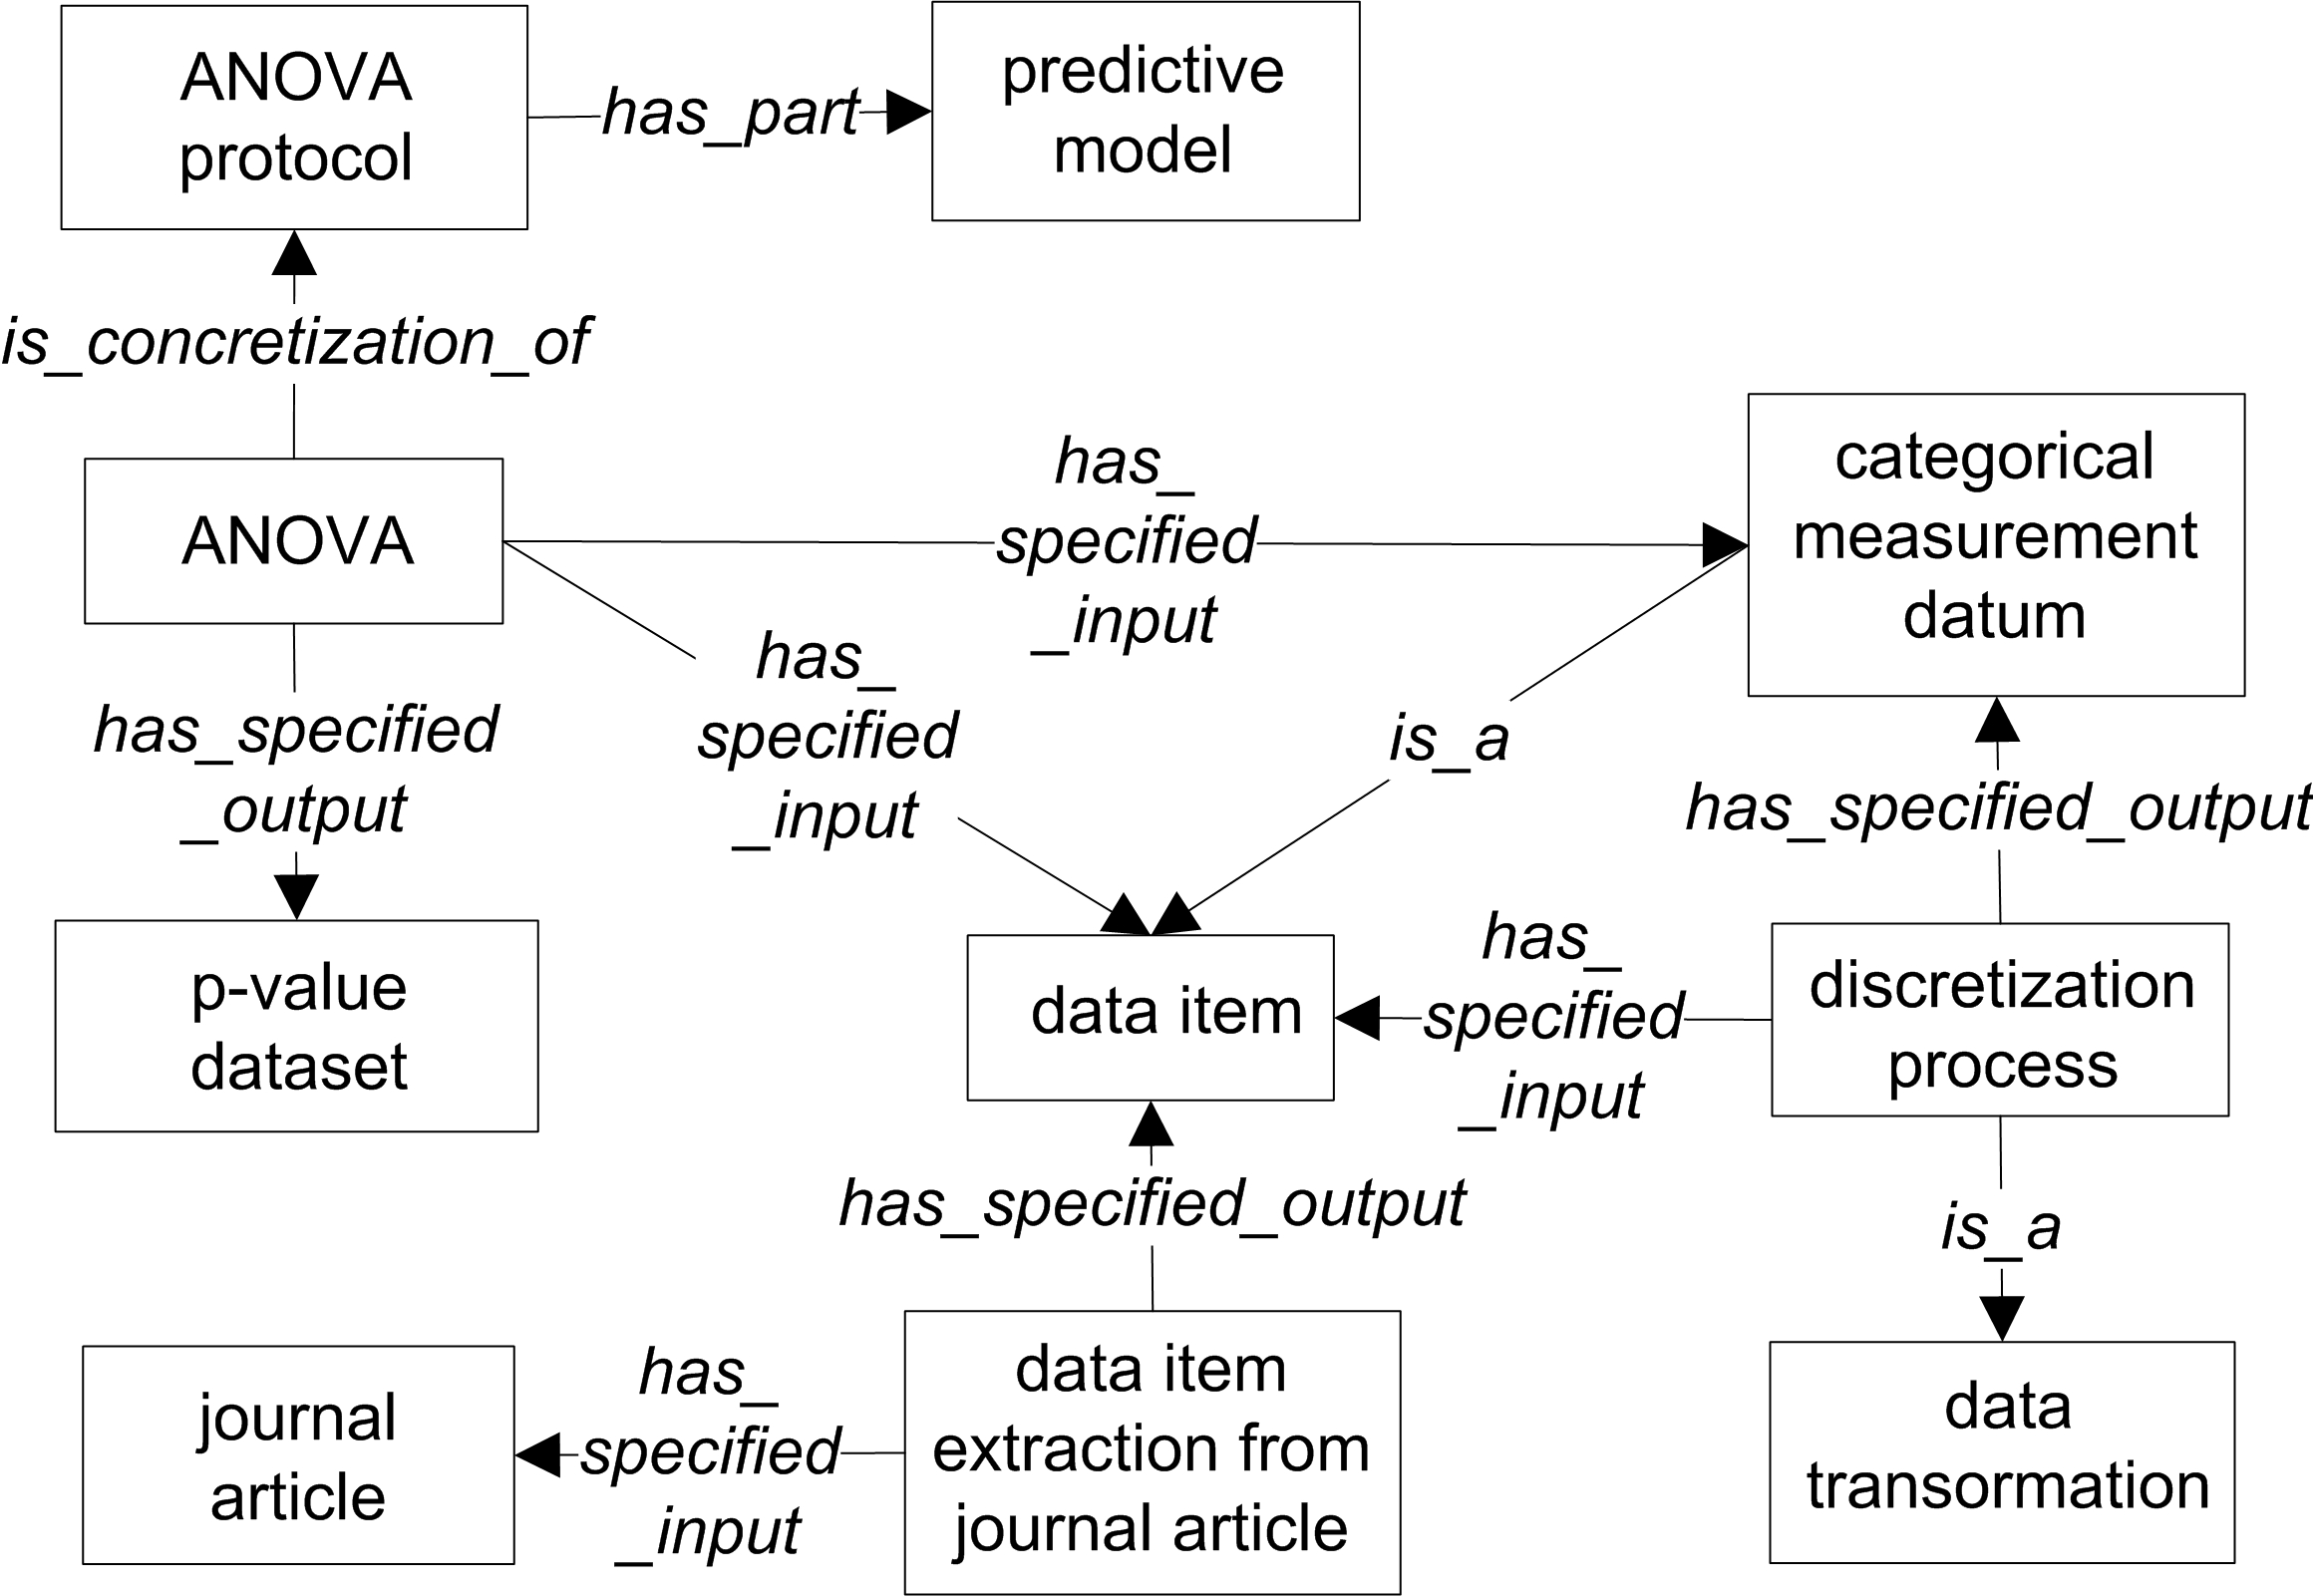 ANOVA
protocol
has_part
predictive
model
is_concretization_of
ANOVA
has_
specified
_input
categorical
measurement
datum
has_
specified
_input
is_a
has_specified
_output
has_specified_output
p-value
dataset
data item
has_
specified
_input
discretization
process
has_specified_output
is_a
journal
article
has_
specified
_input
data item
extraction from
journal article
data
transormation